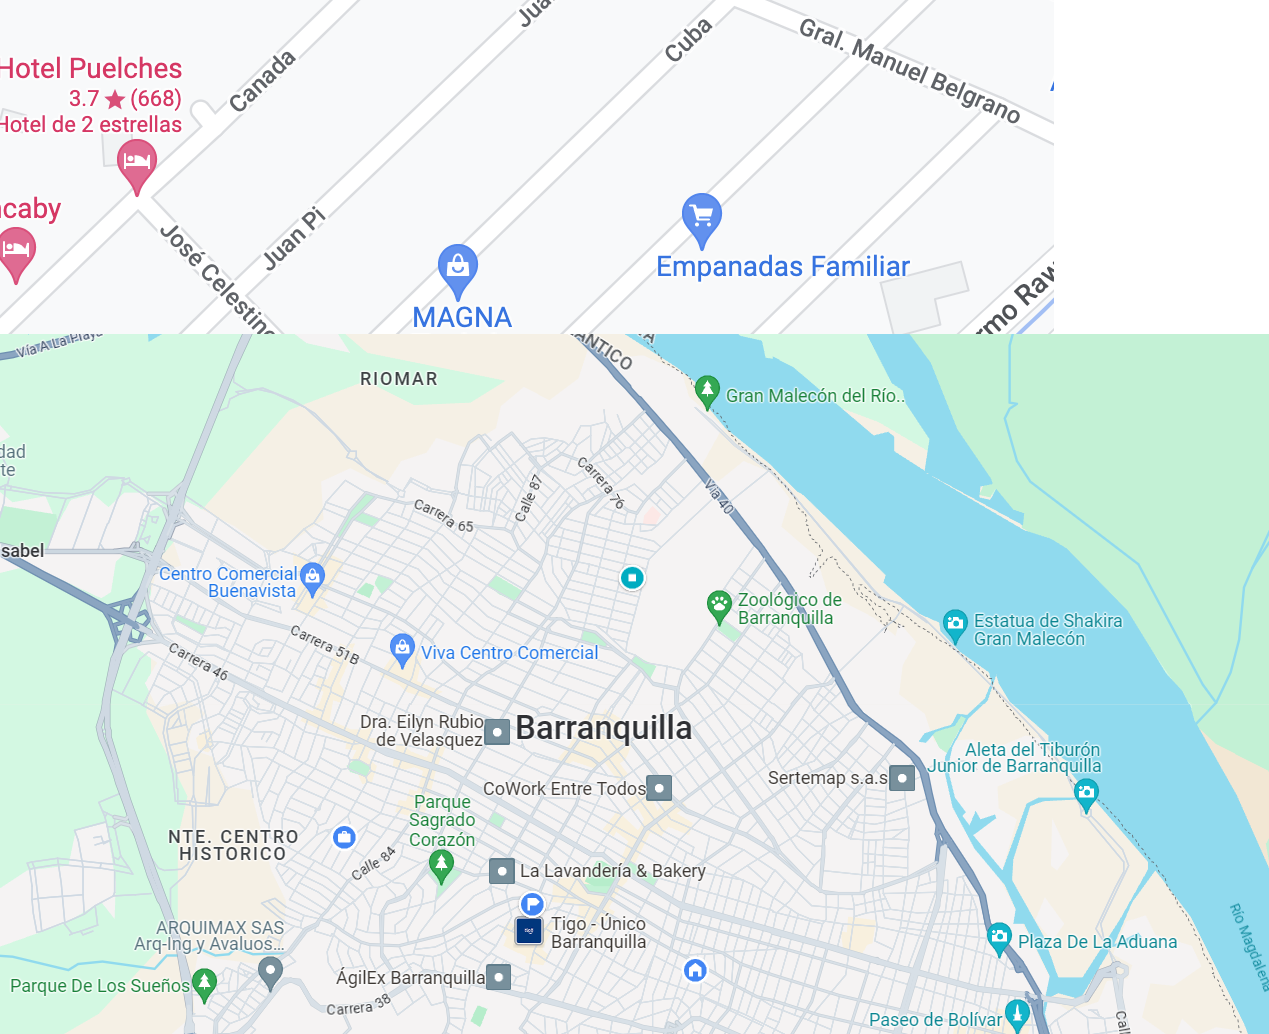 Hotel Puelches
3.7 ★ (668)
Hotel de 2 estrellas
Canada
Cuba
Gral. Manuel Belgrano
José Celestino
Juan Pi
MAGNA
Empanadas Familiar
RIOMAR
Gran Malecón del Río..
Carrera 76
Calle 87
Carrera 65
Vía 40
Centro Comercial
Buenavista
Zoológico de
Barranquilla
Estatua de Shakira
Gran Malecón
Carrera 51B
Viva Centro Comercial
Carrera 46
Dra. Eilyn Rubio
de Velasquez
Barranquilla
Aleta del Tiburón
Junior de Barranquilla
Sertemap s.a.s
CoWork Entre Todos
Parque
Sagrado
Corazón
NTE. CENTRO
HISTORICO
Calle 84
La Lavandería & Bakery
ARQUIMAX SAS
Arq-Ing y Avaluos...
Tigo - Único
Barranquilla
tigo
Plaza De La Aduana
Río Magdalena
Parque De Los Sueños
ÁgilEx Barranquilla
Carrera 38
Paseo de Bolívar